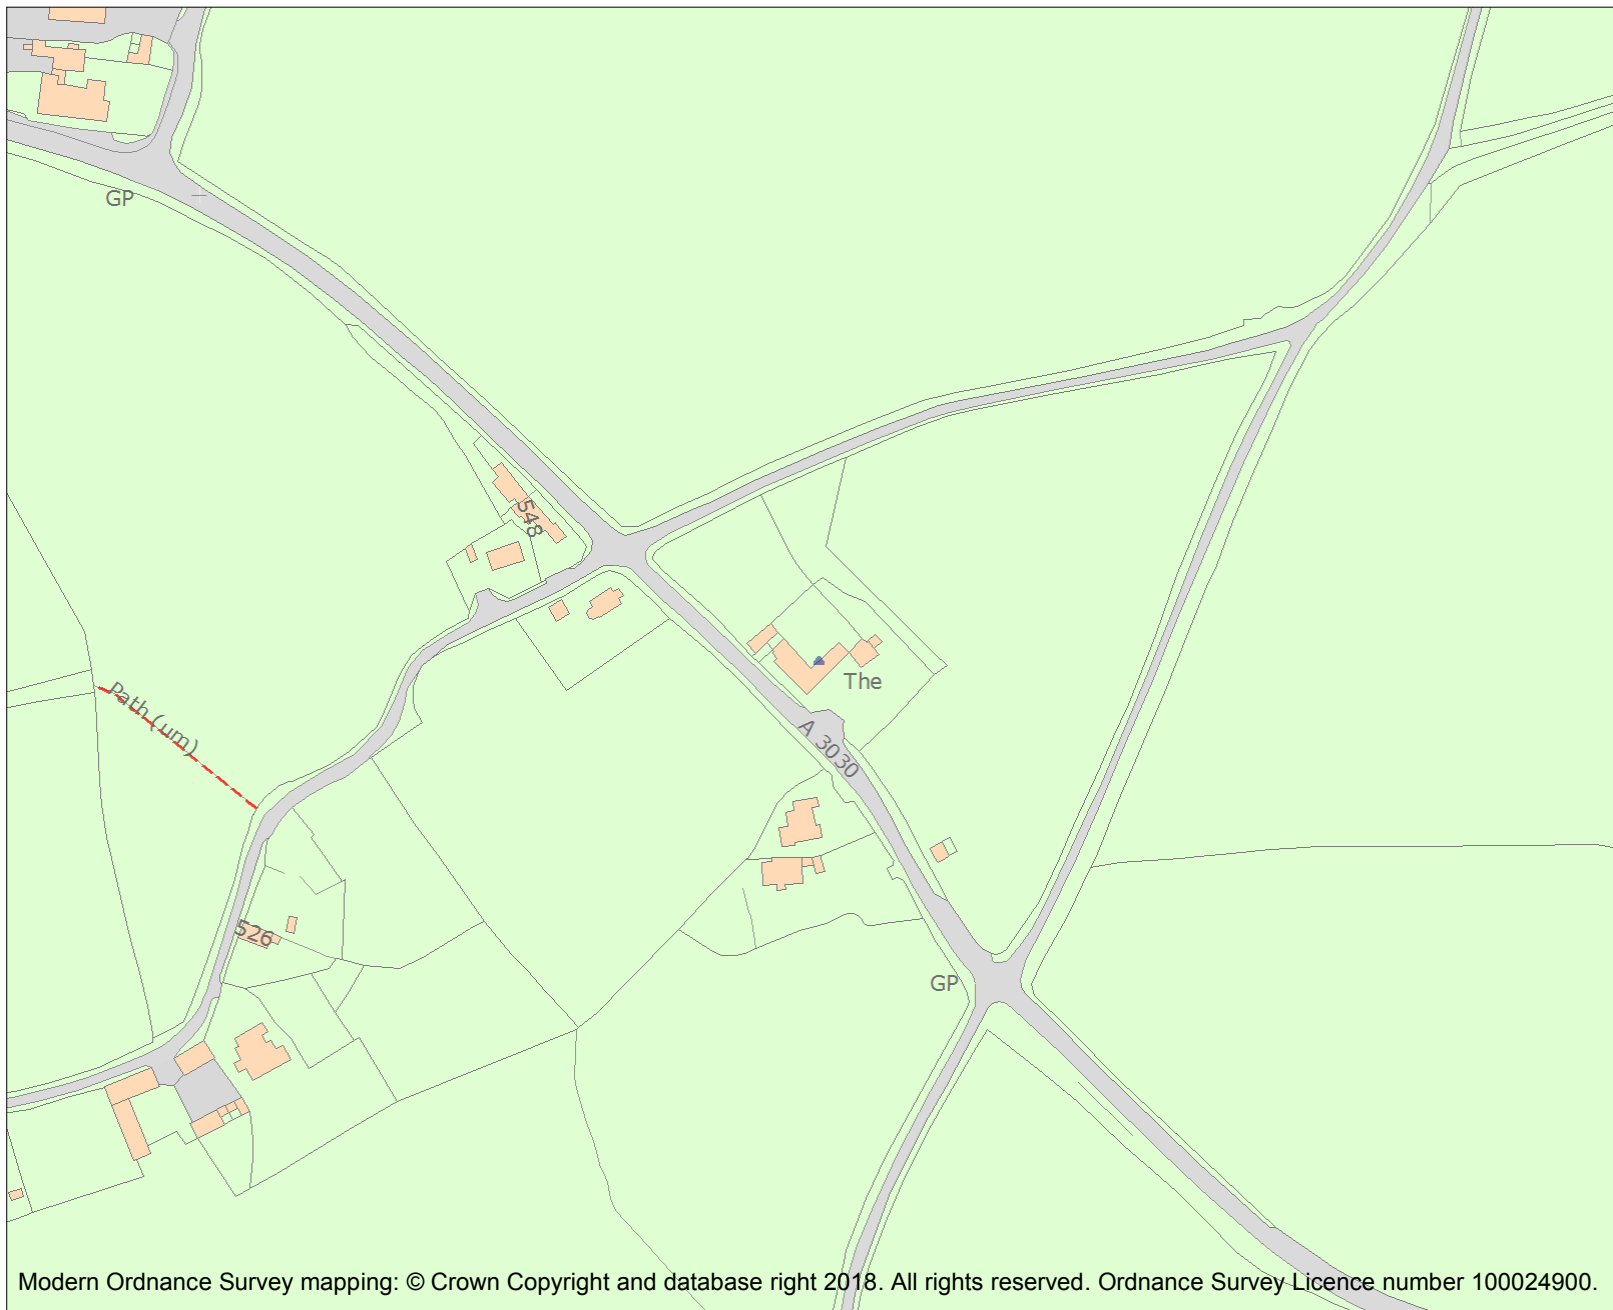 GP
548
The
Path (um)
A 3030
526
GP
Modern Ordnance Survey mapping: © Crown Copyright and database right 2018. All rights reserved. Ordnance Survey Licence number 100024900.